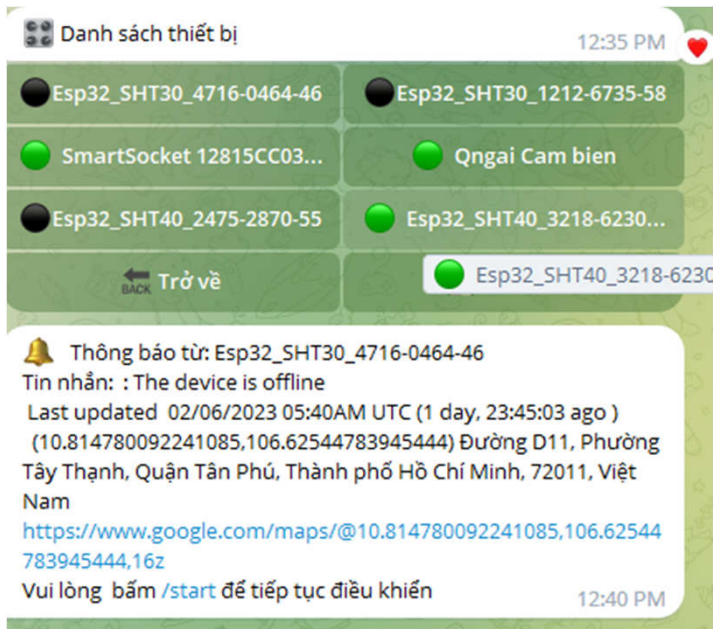 Danh sách thiết bị
12:35 PM
Esp32_SHT30_4716-0464-46
Esp32_SHT30_1212-6735-58
SmartSocket 12815CC03...
Qngai Cam bien
Esp32_SHT40_2475-2870-55
Esp32_SHT40_3218-6230...
BACK Trở về
Esp32_SHT40_3218-6230
Thông báo từ: Esp32_SHT30_4716-0464-46
Tin nhắn: : The device is offline
Last updated 02/06/2023 05:40AM UTC (1 day, 23:45:03 ago )
(10.814780092241085,106.62544783945444) Đường D11, Phường
Tây Thạnh, Quận Tân Phú, Thành phố Hồ Chí Minh, 72011, Việt
Nam
https://www.google.com/maps/@10.814780092241085,106.62544
783945444,16z
Vui lòng bấm /start để tiếp tục điều khiển
12:40 PM